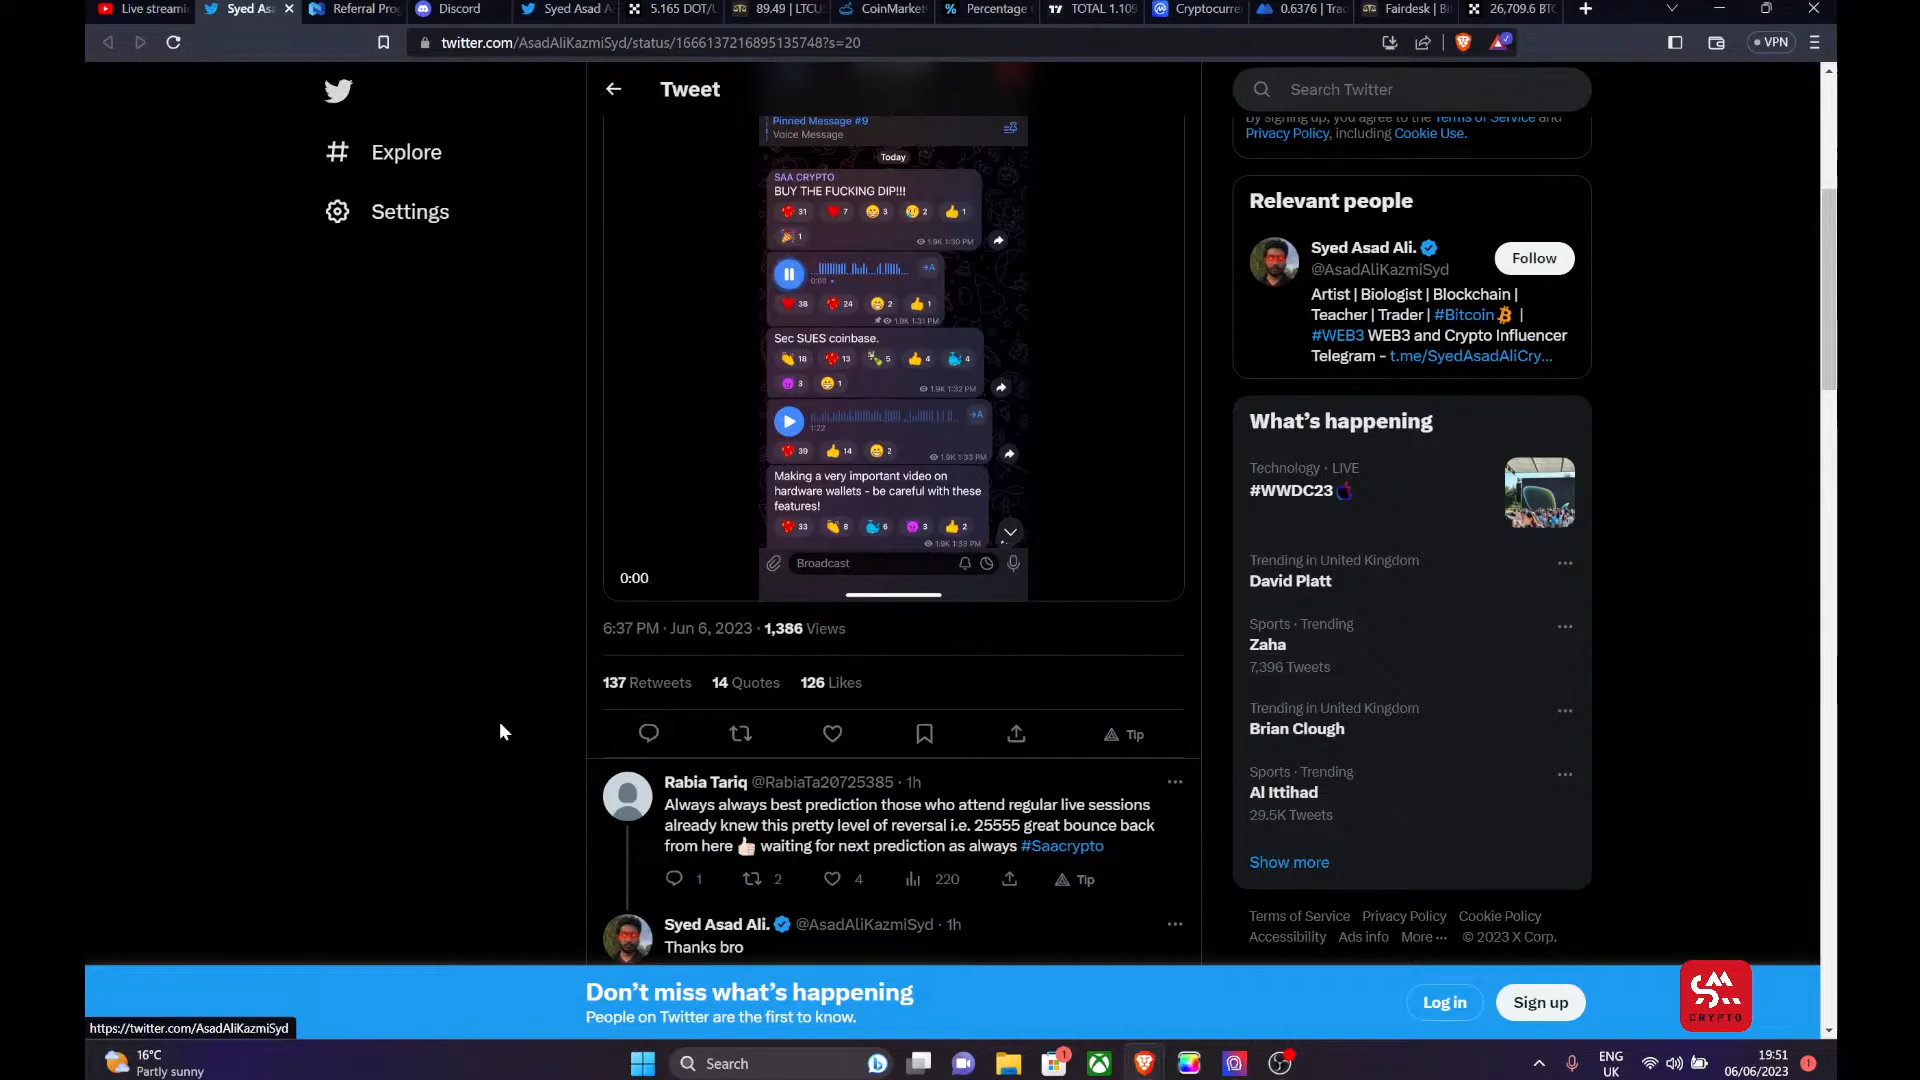 Live streami
Syed Asa
Referral Prog
Discord
Syed Asad A
5.165 DOT/U
89,49 | LTCUS
CoinMarket
Percentage
TOTAL 1.109
Cryptocurre
0.6376 | Trad
Fairdesk | Bi
26,709.6 BTC
twitter.com/AsadAliKazmiSyd/status/1666137216895135748?s=20
VPN
Explore
Settings
Tweet
Pinned Message #9
Voice Message
Today
SAA CRYPTO
BUY THE FUCKING DIP!!!
31 7 3 2 1
1
1.9K 1:30 PM
0:09
→A
38 24 2 1
1.9K 1:31 PM
Sec SUES coinbase.
18 13 5 4 4
3 1
1.9K 1:32 PM
→A
1:22
39 14 2
1.9K 1:33 PM
Making a very important video on
hardware wallets - be careful with these
features!
33 8 6 3 2
1.9K 1:53 PM
Broadcast
0:00
6:37 PM · Jun 6, 2023 · 1,386 Views
137 Retweets 14 Quotes 126 Likes
Tip
Rabia Tariq @RabiaTa20725385 · 1h
Always always best prediction those who attend regular live sessions
already knew this pretty level of reversal i.e. 25555 great bounce back
from here 👍🏻 waiting for next prediction as always #Saacrypto
1 2 4 220 Tip
Syed Asad Ali. @AsadAliKazmiSyd · 1h
Thanks bro
Search Twitter
By signing up, you agree to the Terms of Service and
Privacy Policy, including Cookie Use.
Relevant people
Syed Asad Ali.
@AsadAliKazmiSyd
Follow
Artist | Biologist | Blockchain |
Teacher | Trader | #Bitcoin |
#WEB3 WEB3 and Crypto Influencer
Telegram - t.me/SyedAsadAliCry...
What's happening
Technology · LIVE
#WWDC23
Trending in United Kingdom
David Platt
Sports · Trending
Zaha
7,396 Tweets
Trending in United Kingdom
Brian Clough
Sports · Trending
Al Ittihad
29.5K Tweets
Show more
Terms of Service Privacy Policy Cookie Policy
Accessibility Ads info More ··· © 2023 X Corp.
Don't miss what's happening
People on Twitter are the first to know.
Log in
Sign up
CRYPTO
https://twitter.com/AsadAliKazmiSyd
16°C
Partly sunny
Search
1
ENG
UK
19:51
06/06/2023
1